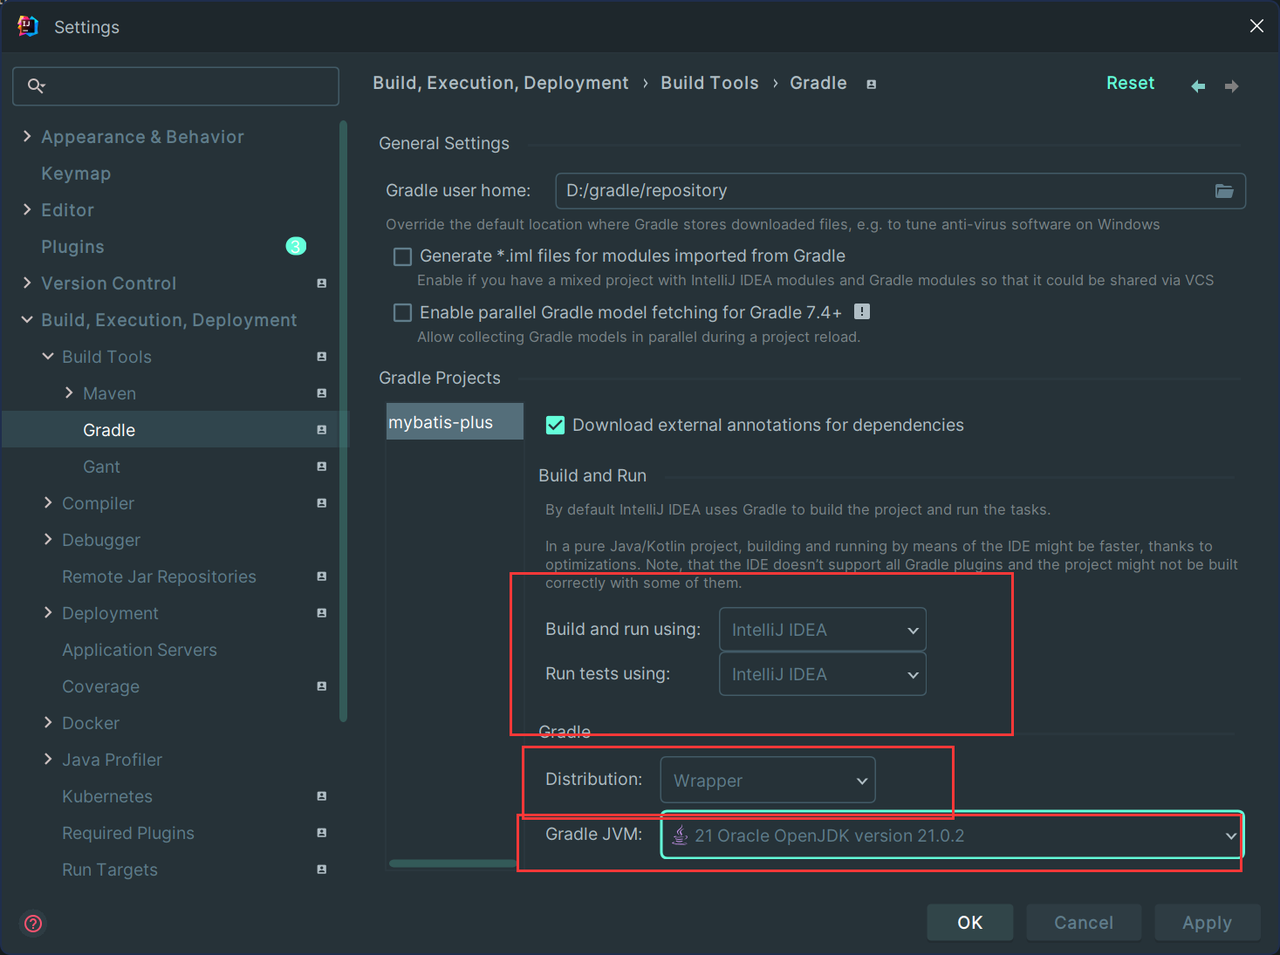 Settings
Build, Execution, Deployment › Build Tools › Gradle
Reset
Appearance & Behavior
Keymap
Editor
Plugins 3
Version Control
Build, Execution, Deployment
Build Tools
Maven
Gradle
Gant
Compiler
Debugger
Remote Jar Repositories
Deployment
Application Servers
Coverage
Docker
Java Profiler
Kubernetes
Required Plugins
Run Targets
General Settings
Gradle user home: D:/gradle/repository
Override the default location where Gradle stores downloaded files, e.g. to tune anti-virus software on Windows
Generate *.iml files for modules imported from Gradle
Enable if you have a mixed project with IntelliJ IDEA modules and Gradle modules so that it could be shared via VCS
Enable parallel Gradle model fetching for Gradle 7.4+ !
Allow collecting Gradle models in parallel during a project reload.
Gradle Projects
mybatis-plus
Download external annotations for dependencies
Build and Run
By default IntelliJ IDEA uses Gradle to build the project and run the tasks.
In a pure Java/Kotlin project, building and running by means of the IDE might be faster, thanks to
optimizations. Note, that the IDE doesn't support all Gradle plugins and the project might not be built
correctly with some of them.
Build and run using: IntelliJ IDEA
Run tests using: IntelliJ IDEA
Gradle
Distribution: Wrapper
Gradle JVM: 21 Oracle OpenJDK version 21.0.2
?
OK
Cancel
Apply